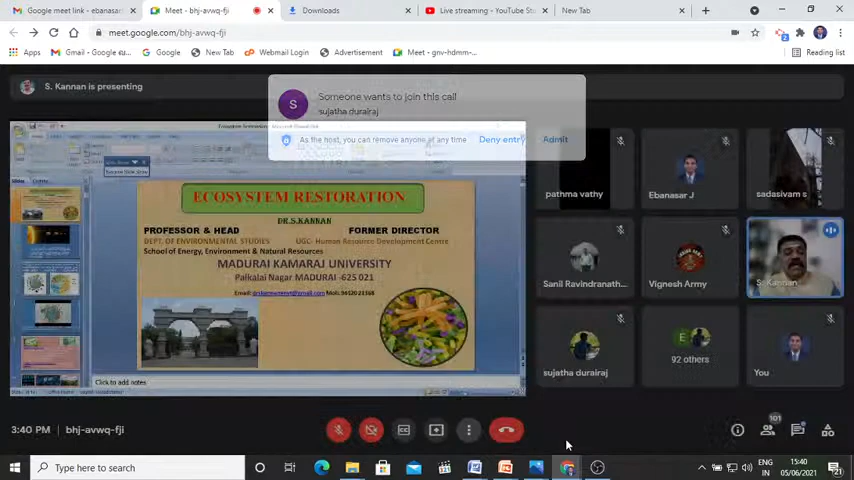 Google meet link - ebanasar
Meet - bhj-avwq-fji
Downloads
Live streaming - YouTube St
New Tab
meet.google.com/bhj-avwq-fji
Apps
Gmail - Google
Google
New Tab
Webmail Login
Advertisement
Meet - gnv-hdmm-...
Reading list
S. Kannan is presenting
S
Someone wants to join this call
sujatha durairaj
As the host, you can remove anyone at any time
Deny entry
Admit
ECOSYSTEM RESTORATION
DR.S.KANNAN
PROFESSOR & HEAD
FORMER DIRECTOR
DEPT. OF ENVIRONMENTAL STUDIES
UGC- Human Resource Development Centre
School of Energy, Environment & Natural Resources
MADURAI KAMARAJ UNIVERSITY
Palkalai Nagar MADURAI -625 021
Click to add notes
pathma vathy
Ebanasar J
sadasivam s
Sanil Ravindranath...
Vignesh Army
S. Kannan
sujatha durairaj
E
92 others
You
3:40 PM
bhj-avwq-fji
101
Type here to search
ENG
IN
15:40
05/06/2021
21